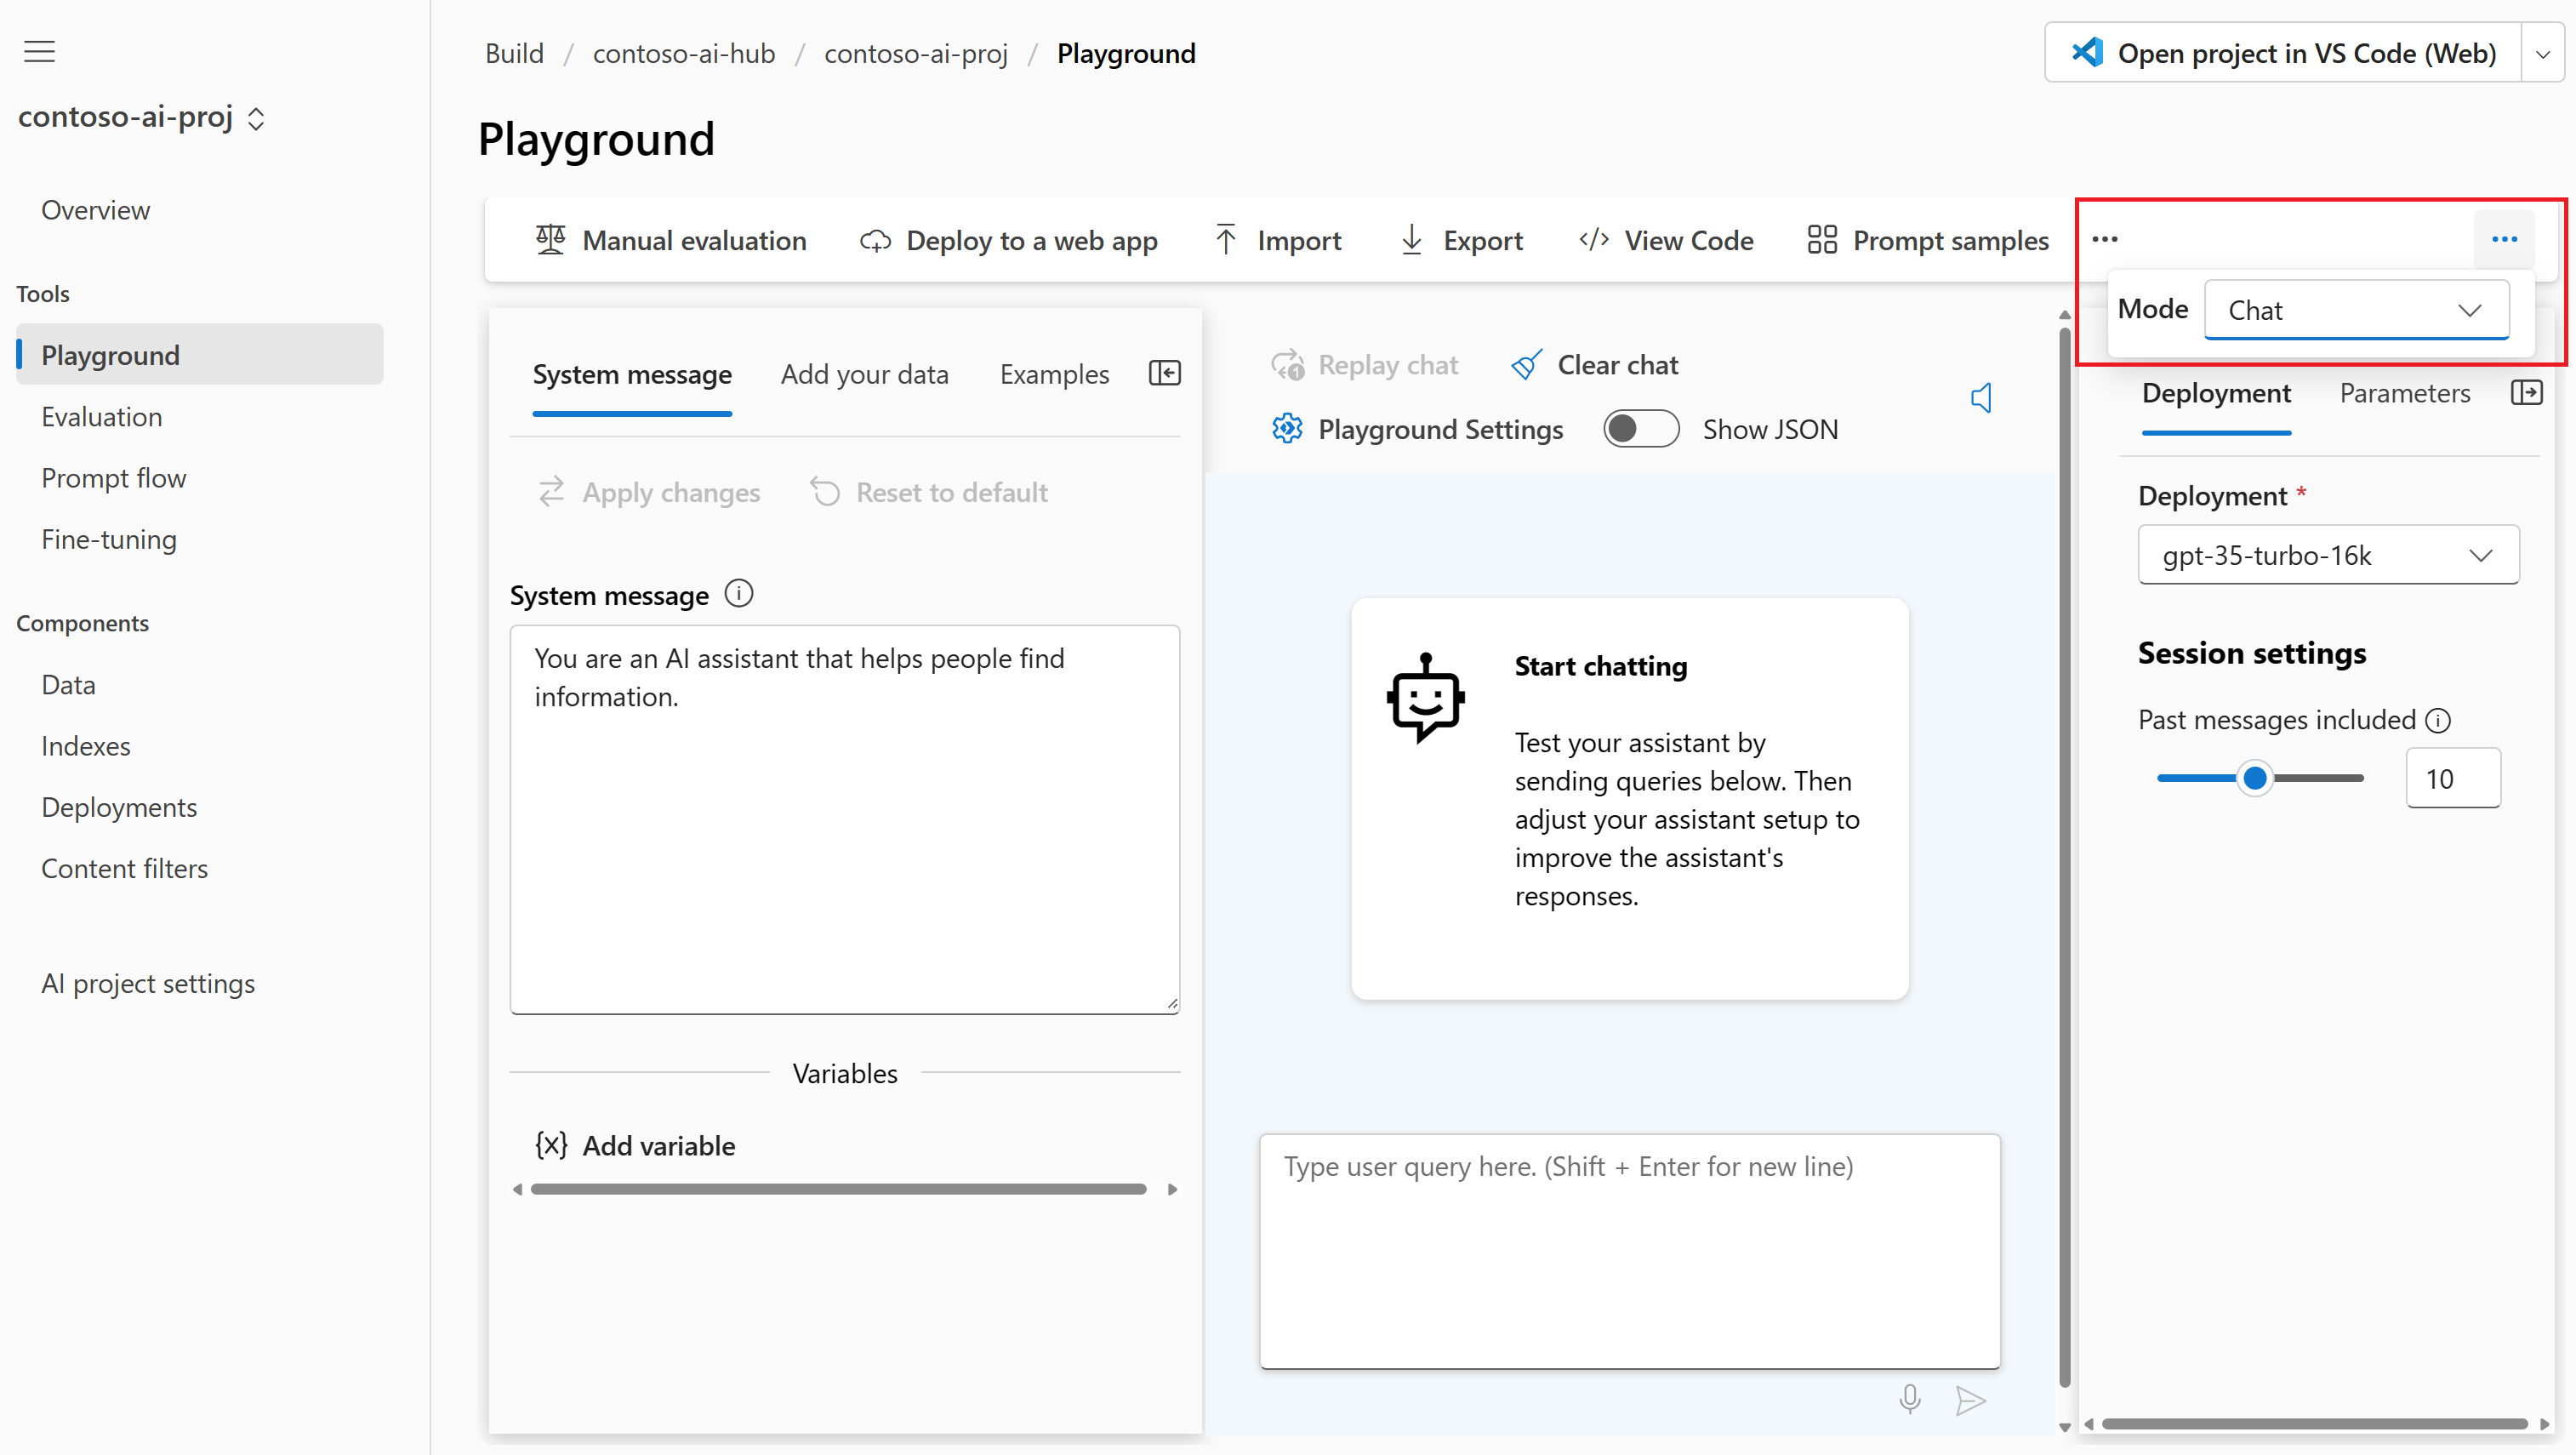 Build / contoso-ai-hub / contoso-ai-proj / Playground
Open project in VS Code (Web)
contoso-ai-proj
Overview
Tools
Playground
Evaluation
Prompt flow
Fine-tuning
Components
Data
Indexes
Deployments
Content filters
AI project settings
Playground
Manual evaluation
Deploy to a web app
Import
Export
View Code
Prompt samples
Mode
Chat
System message
Add your data
Examples
Apply changes
Reset to default
System message
You are an AI assistant that helps people find
information.
Variables
{x} Add variable
Replay chat
Clear chat
Playground Settings
Show JSON
Start chatting
Test your assistant by
sending queries below. Then
adjust your assistant setup to
improve the assistant's
responses.
Type user query here. (Shift + Enter for new line)
Deployment
Parameters
Deployment *
gpt-35-turbo-16k
Session settings
Past messages included
10